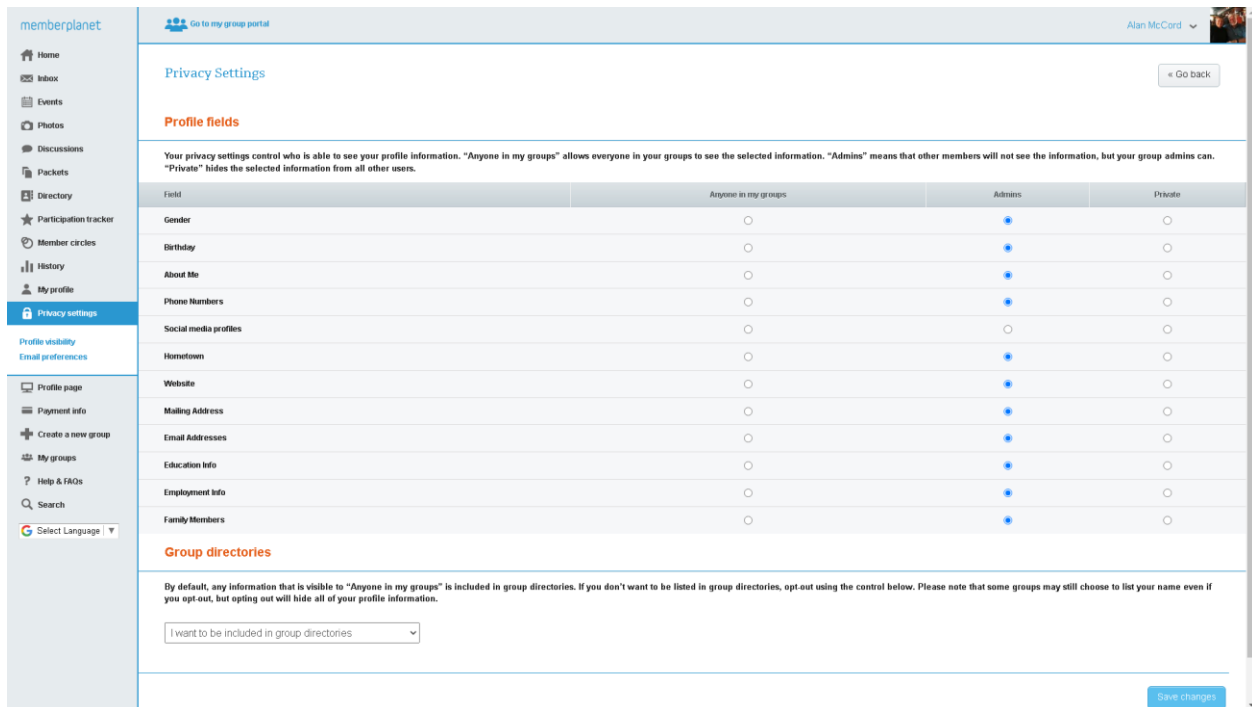 memberplanet
Go to my group portal
Alan McCord
Home
Inbox
Events
Photos
Discussions
Packets
Directory
Participation tracker
Member circles
History
My profile
Privacy settings
Profile visibility
Email preferences
Profile page
Payment info
Create a new group
My groups
? Help & FAQs
Search
G Select Language ▼
Privacy Settings
« Go back
Profile fields
Your privacy settings control who is able to see your profile information. “Anyone in my groups” allows everyone in your groups to see the selected information. “Admins” means that other members will not see the information, but your group admins can.
“Private” hides the selected information from all other users.
Field Anyone in my groups Admins Private
Gender
Birthday
About Me
Phone Numbers
Social media profiles
Hometown
Website
Mailing Address
Email Addresses
Education Info
Employment Info
Family Members
Group directories
By default, any information that is visible to “Anyone in my groups” is included in group directories. If you don’t want to be listed in group directories, opt-out using the control below. Please note that some groups may still choose to list your name even if
you opt-out, but opting out will hide all of your profile information.
I want to be included in group directories
Save changes